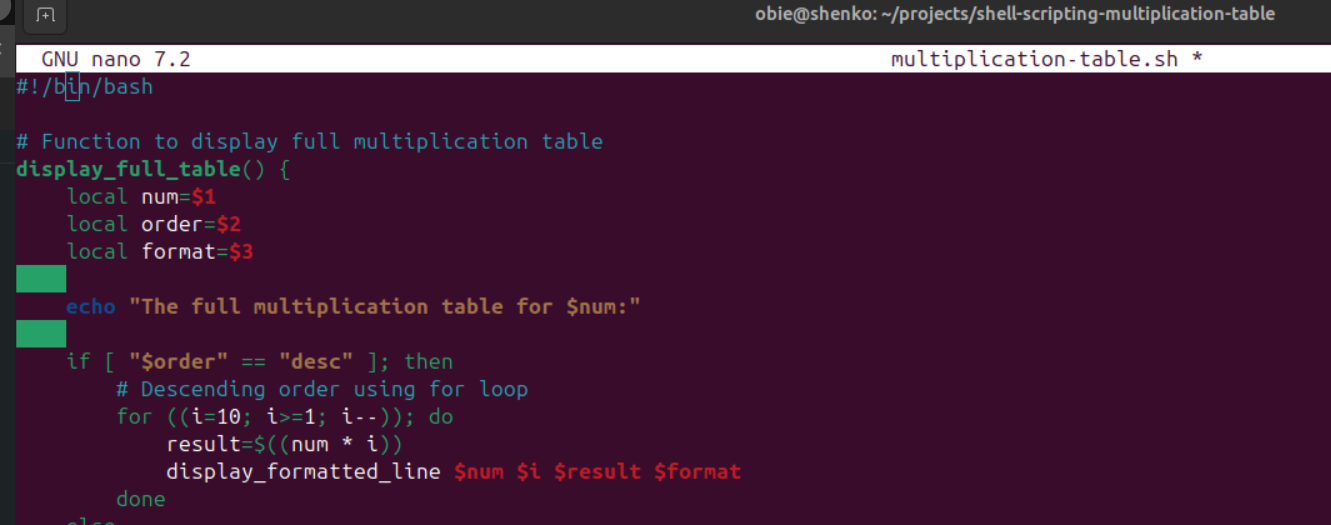 obie@shenko: ~/projects/shell-scripting-multiplication-table
GNU nano 7.2 multiplication-table.sh *
#!/bin/bash
# Function to display full multiplication table
display_full_table() {
local num=$1
local order=$2
local format=$3
echo "The full multiplication table for $num:"
if [ "$order" == "desc" ]; then
# Descending order using for loop
for ((i=10; i>=1; i--)); do
result=$((num * i))
display_formatted_line $num $i $result $format
done
else